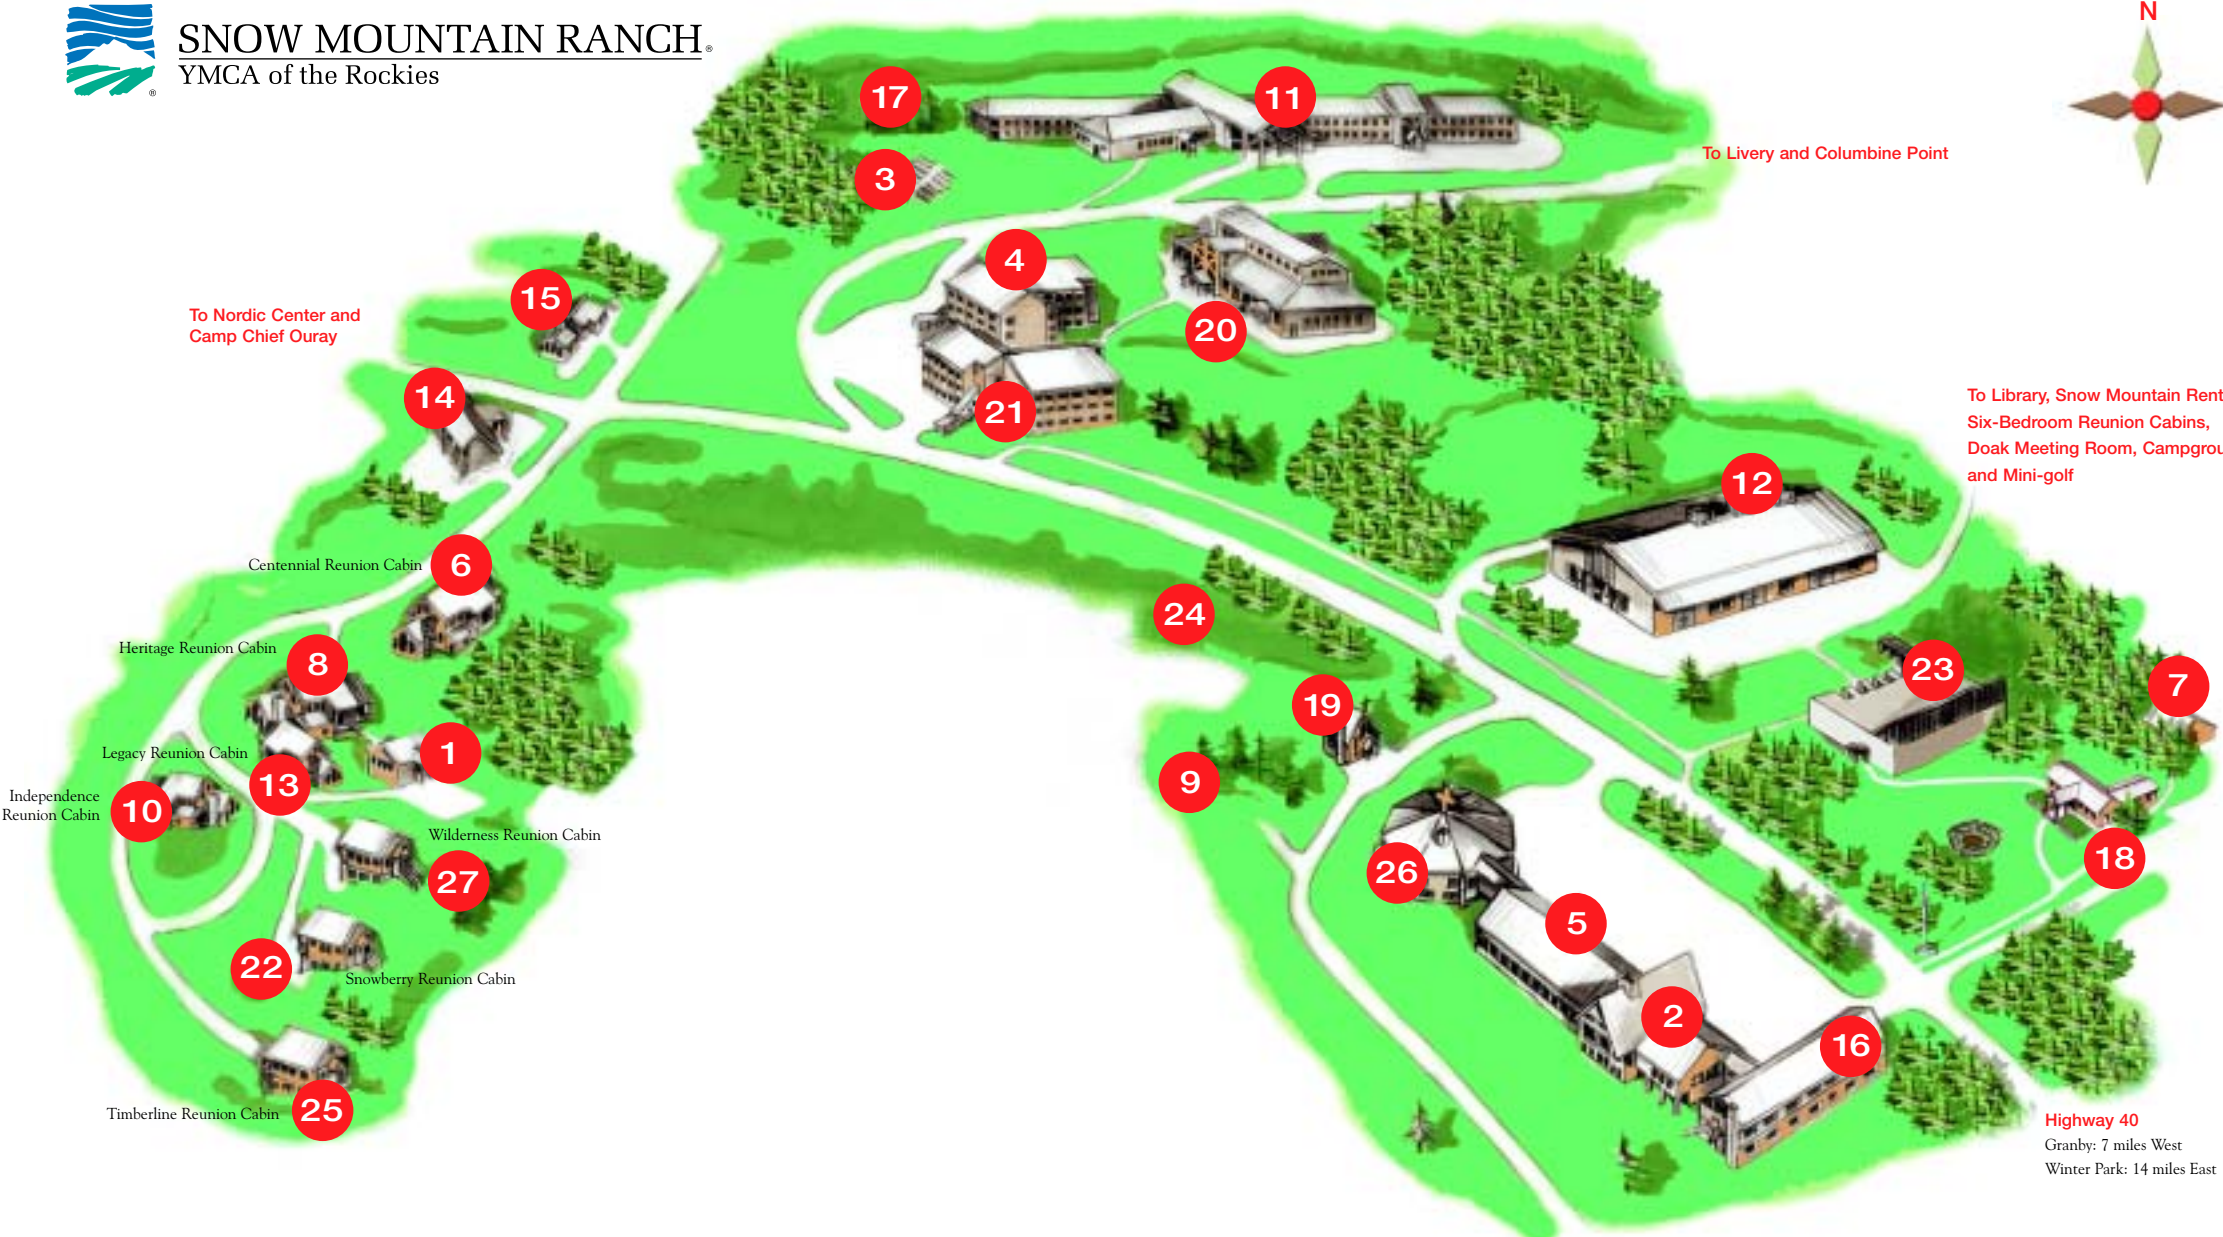 SNOW MOUNTAIN RANCH®
YMCA of the Rockies
®
N
17
11
To Livery and Columbine Point
3
4
15
To Nordic Center and
Camp Chief Ouray
20
14
21
To Library, Snow Mountain Rent
Six-Bedroom Reunion Cabins,
Doak Meeting Room, Campgrou
and Mini-golf
12
Centennial Reunion Cabin
6
24
Heritage Reunion Cabin
8
23
7
19
Legacy Reunion Cabin
1
13
9
Independence
Reunion Cabin
10
Wilderness Reunion Cabin
27
26
18
5
22
Snowberry Reunion Cabin
2
16
Timberline Reunion Cabin
25
Highway 40
Granby: 7 miles West
Winter Park: 14 miles East